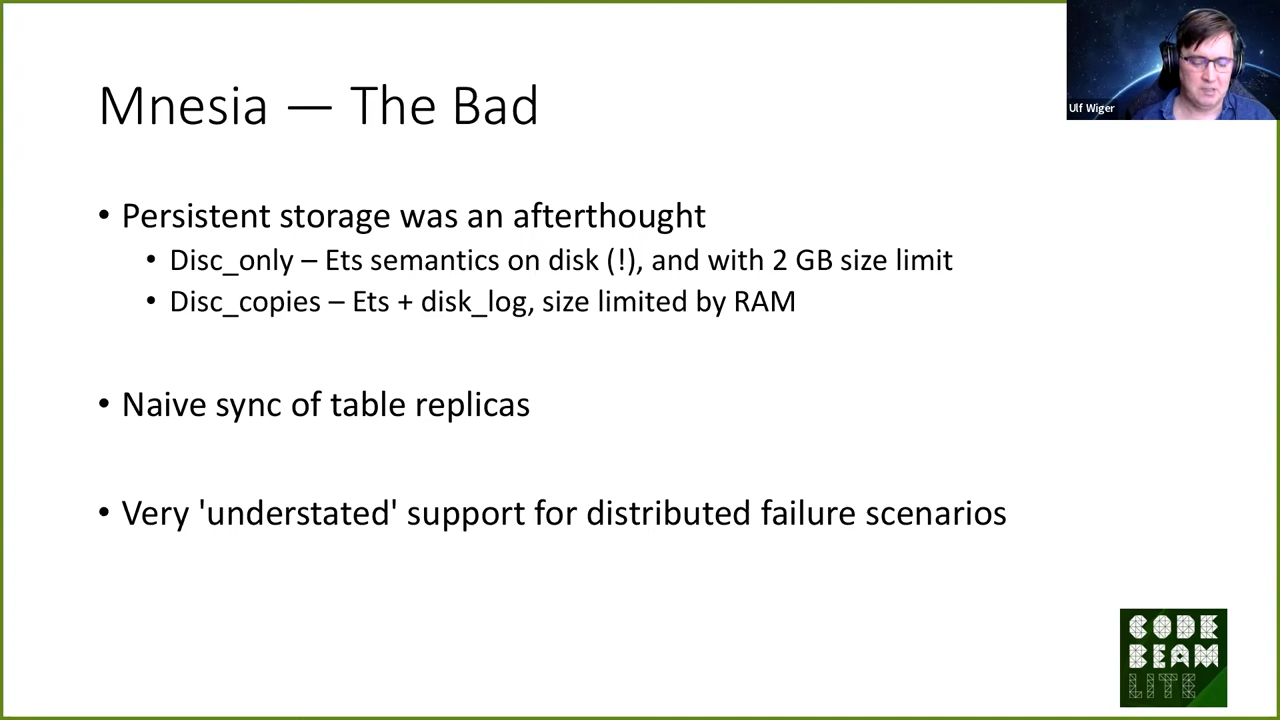 Mnesia — The Bad
Ulf Wiger
• Persistent storage was an afterthought
• Disc_only – Ets semantics on disk (!), and with 2 GB size limit
• Disc_copies – Ets + disk_log, size limited by RAM
• Naive sync of table replicas
• Very 'understated' support for distributed failure scenarios
CODE
BEAM
LITE